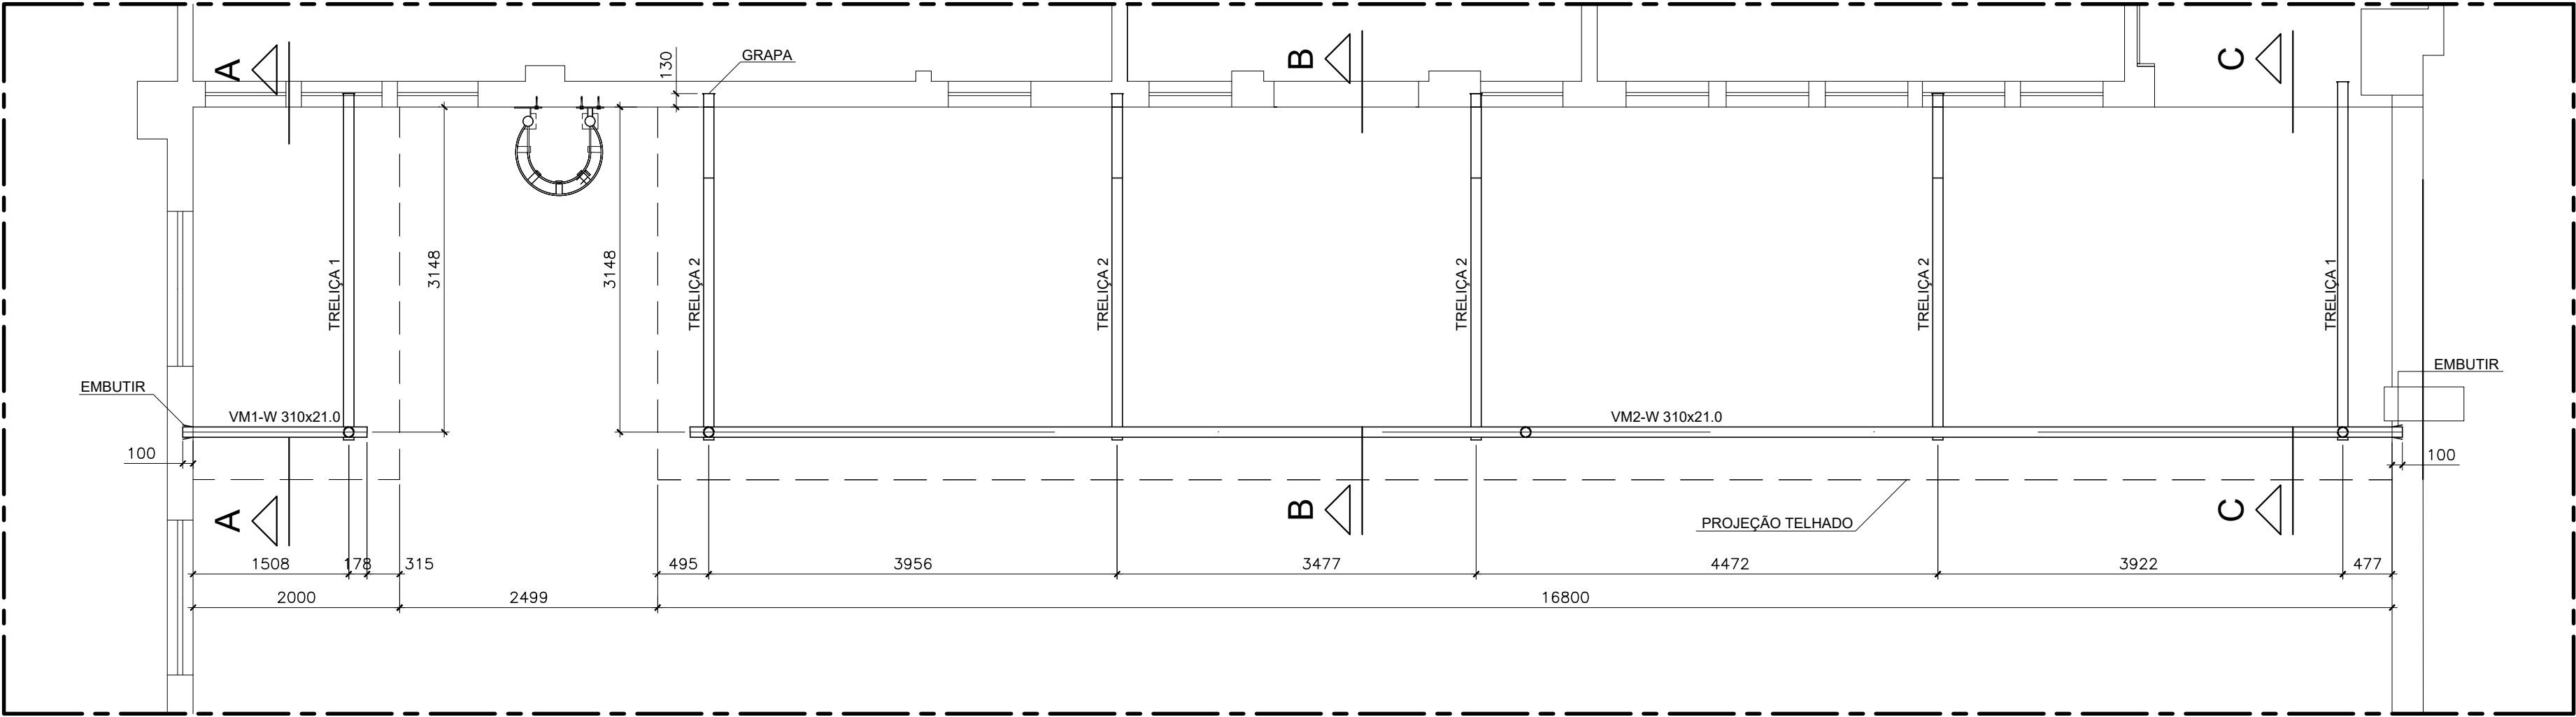 A
B
C
GRAPA
130
TRELIÇA 1
3148
3148
TRELIÇA 2
TRELIÇA 2
TRELIÇA 2
TRELIÇA 2
TRELIÇA 1
EMBUTIR
EMBUTIR
VM1-W 310x21.0
VM2-W 310x21.0
100
100
A
B
C
PROJEÇÃO TELHADO
1508
178
315
495
3956
3477
4472
3922
477
2000
2499
16800